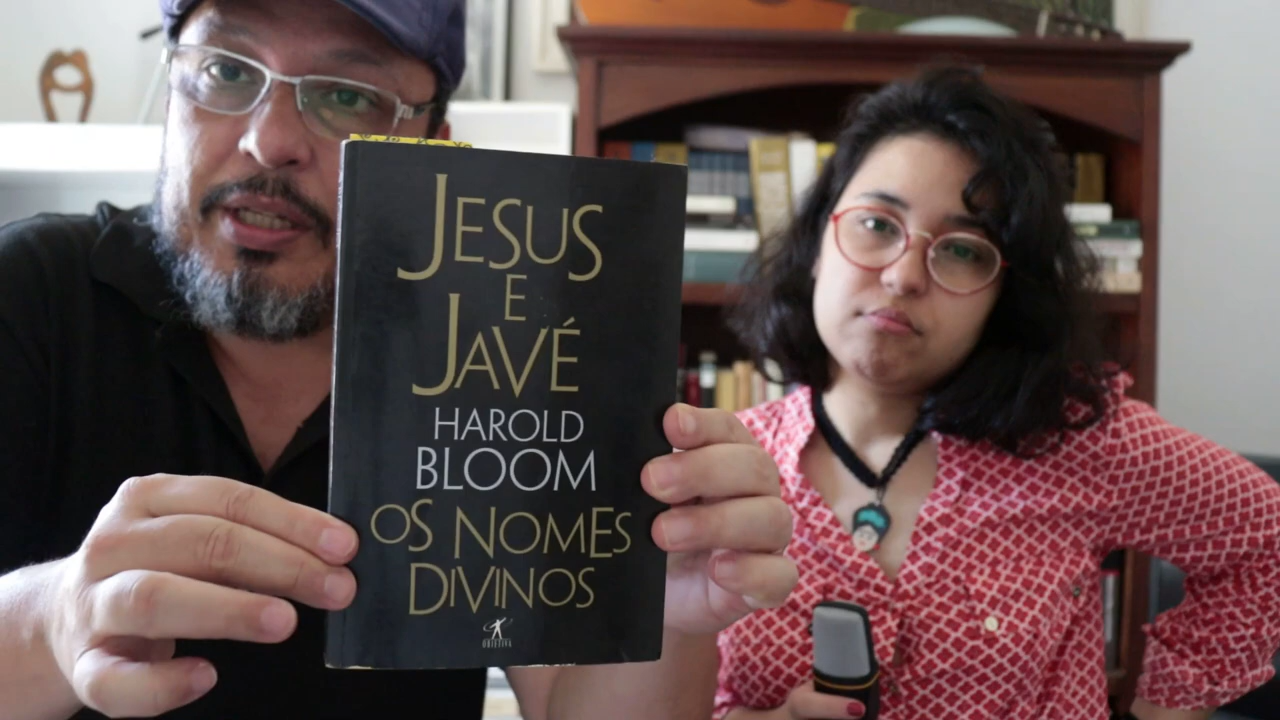 JESUS
E
JAVÉ
HAROLD
BLOOM
OS NOMES
DIVINOS
OBJETIVA